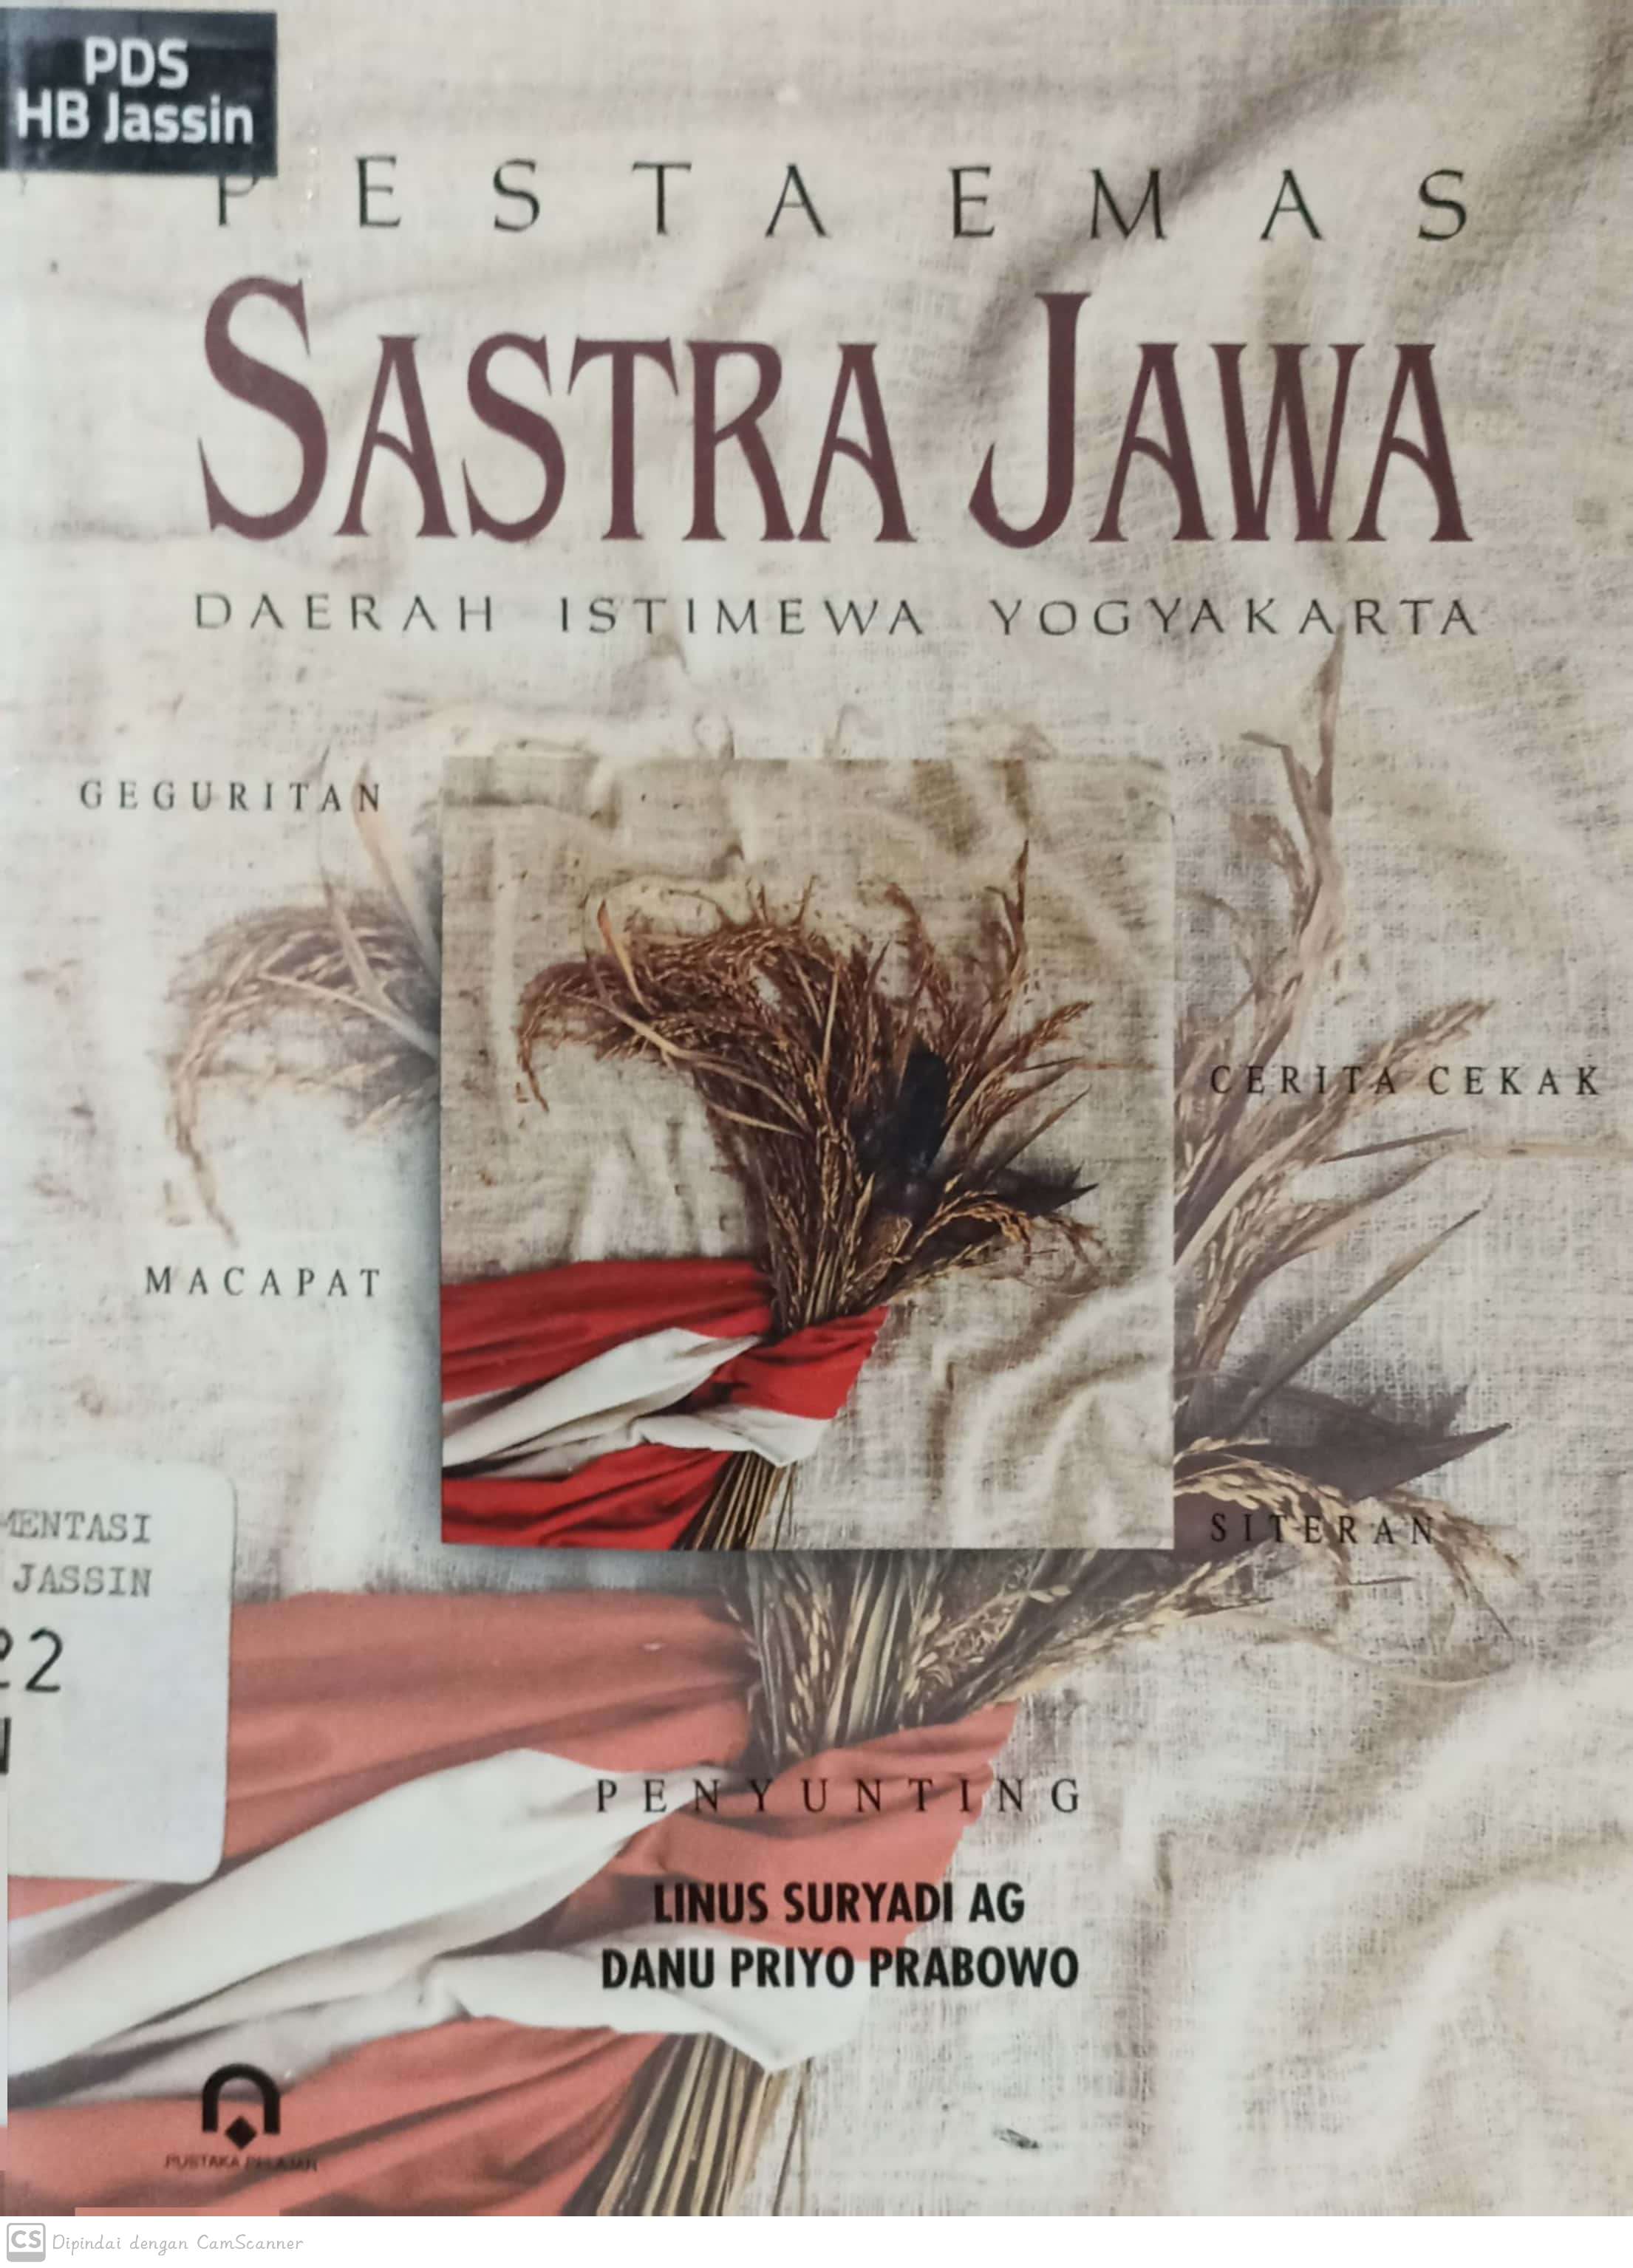 PDS
HB Jassin
PESTA EMAS
SASTRA JAWA
DAERAH ISTIMEWA YOGYAKARTA
GEGURITAN
CERITA CEKAK
MACAPAT
MENTASI
JASSIN
22
SITERAN
PENYUNTING
LINUS SURYADI AG
DANU PRIYO PRABOWO
PUSTAKA PELAJAR
CS Dipindai dengan CamScanner